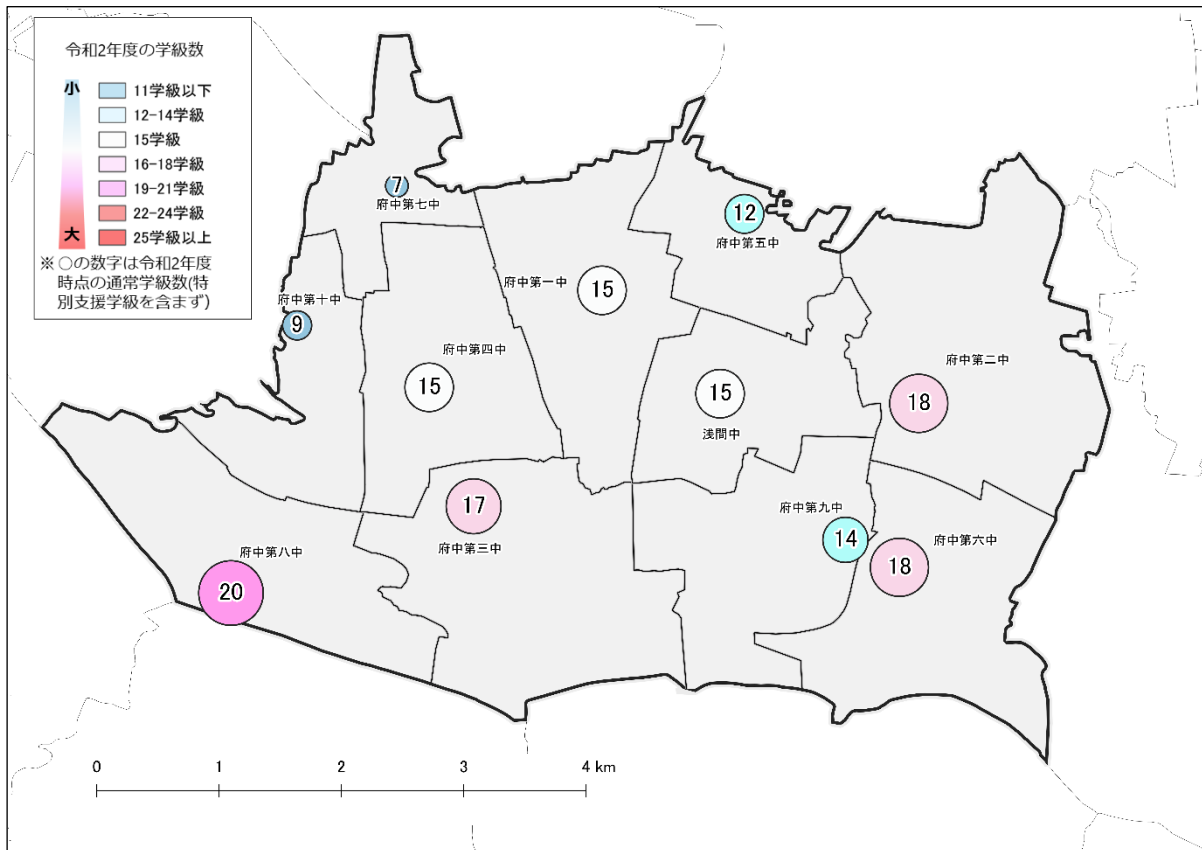 令和2年度の学級数
小
11学級以下
12-14学級
15学級
16-18学級
19-21学級
22-24学級
25学級以上
大
※○の数字は令和2年度
時点の通常学級数(特
別支援学級を含まず)
7
府中第七中
12
府中第五中
府中第一中
15
府中第十中
9
府中第四中
15
15
浅間中
府中第二中
18
17
府中第三中
府中第九中
14
府中第六中
18
府中第八中
20
0 1 2 3 4 km